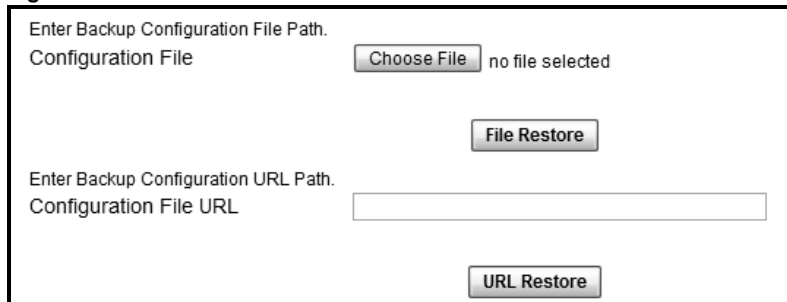 Enter Backup Configuration File Path.
Configuration File Choose File no file selected
File Restore
Enter Backup Configuration URL Path.
Configuration File URL
URL Restore